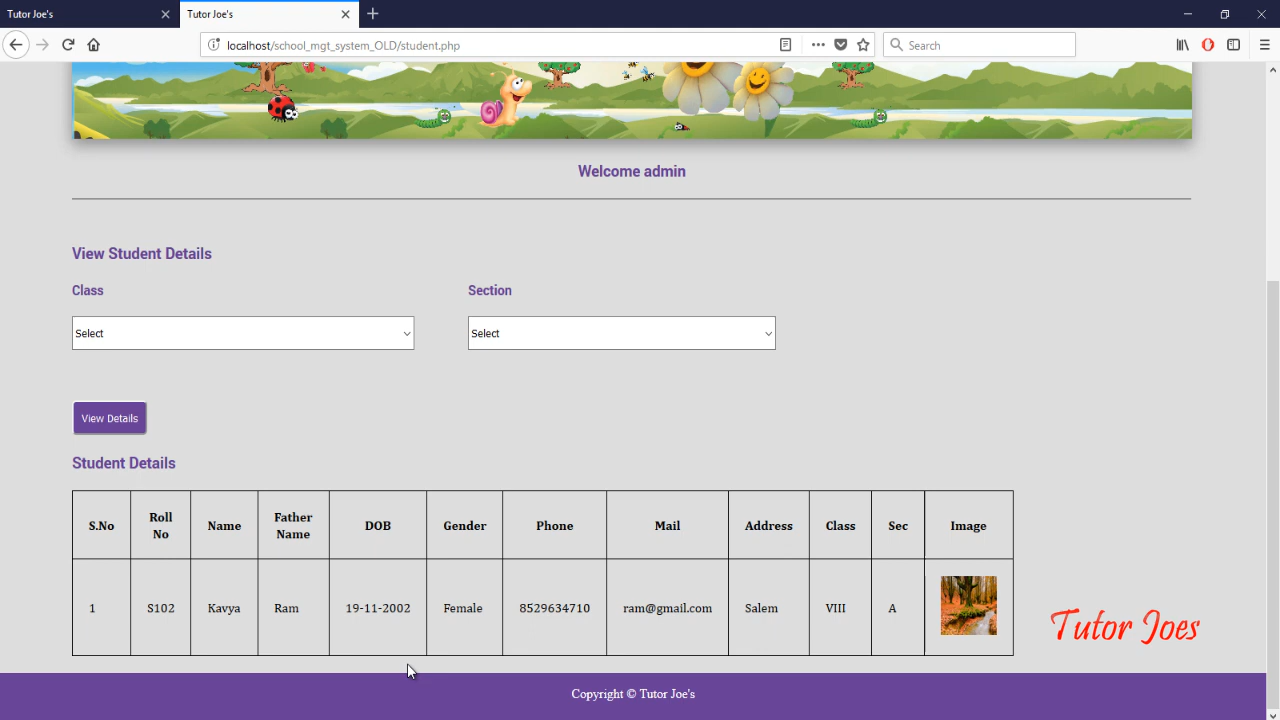 Tutor Joe's
Tutor Joe's
localhost/school_mgt_system_OLD/student.php
Search
Welcome admin
View Student Details
Class
Section
Select
Select
View Details
Student Details
S.No Roll No Name Father Name DOB Gender Phone Mail Address Class Sec Image
1 S102 Kavya Ram 19-11-2002 Female 8529634710 ram@gmail.com Salem VIII A
Tutor Joes
Copyright © Tutor Joe's